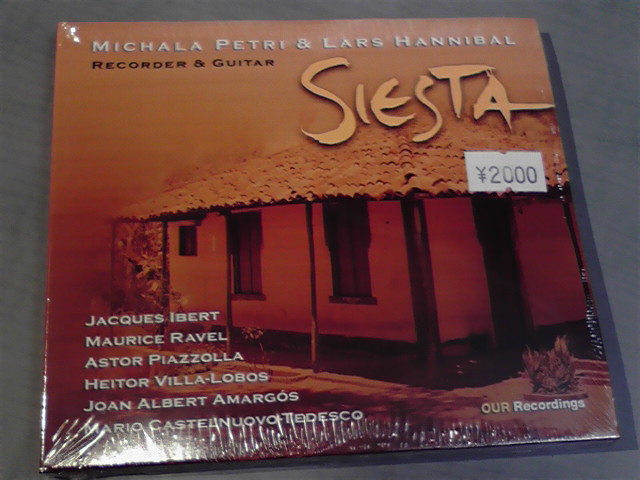 MICHALA PETRI & LARS HANNIBAL
RECORDER & GUITAR
SIESTA
¥2000
JACQUES IBERT
MAURICE RAVEL
ASTOR PIAZZOLLA
HEITOR VILLA-LOBOS
JOAN ALBERT AMARGÓS
MARIO CASTELNUOVO-TEDESCO
OUR Recordings